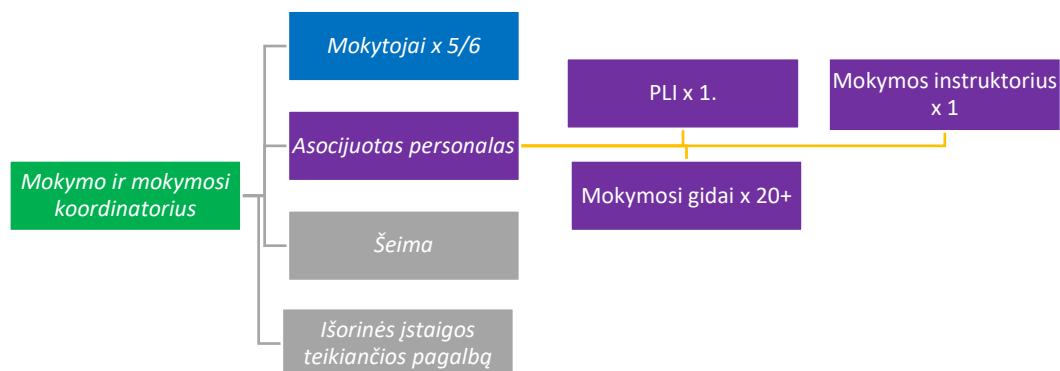 Mokytojai x 5/6
PLI x 1.
Mokymos instruktorius
x 1
Asocijuotas personalas
Mokymo ir mokymosi
koordinatorius
Mokymosi gidai x 20+
Šeima
Išorinės įstaigos
teikiančios pagalbą